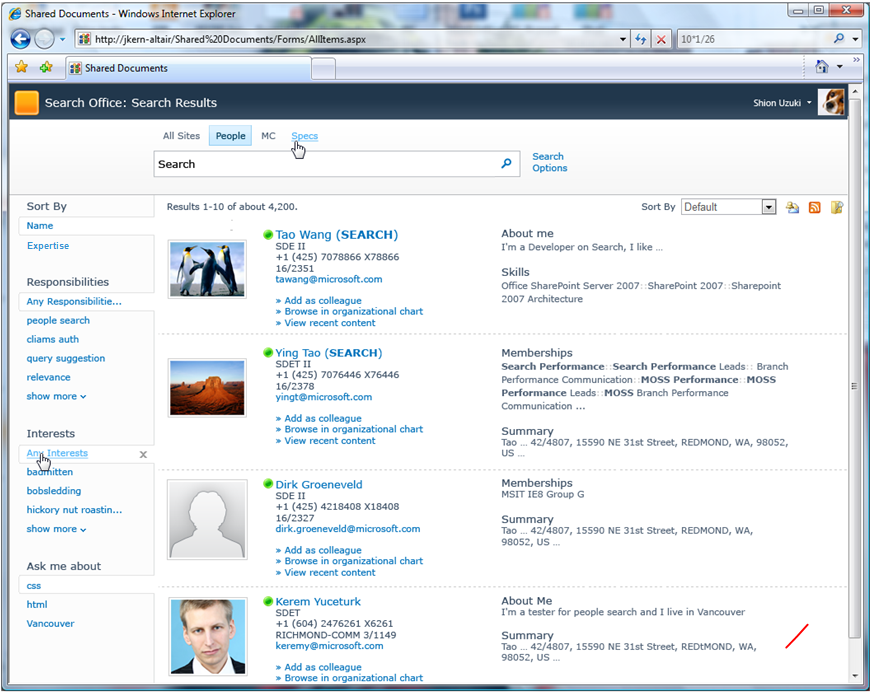 Shared Documents - Windows Internet Explorer
http://jkern-altair/Shared%20Documents/Forms/AllItems.aspx
10*1/26
Shared Documents
Search Office: Search Results
Shion Uzuki
All Sites People MC Specs
Search
Search Options
Sort By
Name
Expertise
Responsibilities
Any Responsibilitie...
people search
cliams auth
query suggestion
relevance
show more
Interests
Any Interests
badmitten
bobsledding
hickory nut roastin...
show more
Ask me about
css
html
Vancouver
Results 1-10 of about 4,200.
Sort By Default
Tao Wang (SEARCH)
SDE II
+1 (425) 7078866 X78866
16/2351
tawang@microsoft.com
» Add as colleague
» Browse in organizational chart
» View recent content
About me
I'm a Developer on Search, I like ...
Skills
Office SharePoint Server 2007::SharePoint 2007::Sharepoint
2007 Architecture
Ying Tao (SEARCH)
SDET II
+1 (425) 7076446 X76446
16/2378
yingt@microsoft.com
» Add as colleague
» Browse in organizational chart
» View recent content
Memberships
Search Performance::Search Performance Leads:: Branch
Performance Communication::MOSS Performance::MOSS
Performance Leads::MOSS Branch Performance
Communication ...
Summary
Tao ... 42/4807, 15590 NE 31st Street, REDMOND, WA, 98052,
US ...
Dirk Groeneveld
SDE II
+1 (425) 4218408 X18408
16/2327
dirk.groeneveld@microsoft.com
» Add as colleague
» Browse in organizational chart
» View recent content
Memberships
MSIT IE8 Group G
Summary
Tao ... 42/4807, 15590 NE 31st Street, REDMOND, WA,
98052, US ...
Kerem Yuceturk
SDET
+1 (604) 2476261 X6261
RICHMOND-COMM 3/1149
keremy@microsoft.com
» Add as colleague
» Browse in organizational chart
About Me
I'm a tester for people search and I live in Vancouver
Summary
Tao ... 42/4807, 15590 NE 31st Street, REDtMOND, WA,
98052, US ...